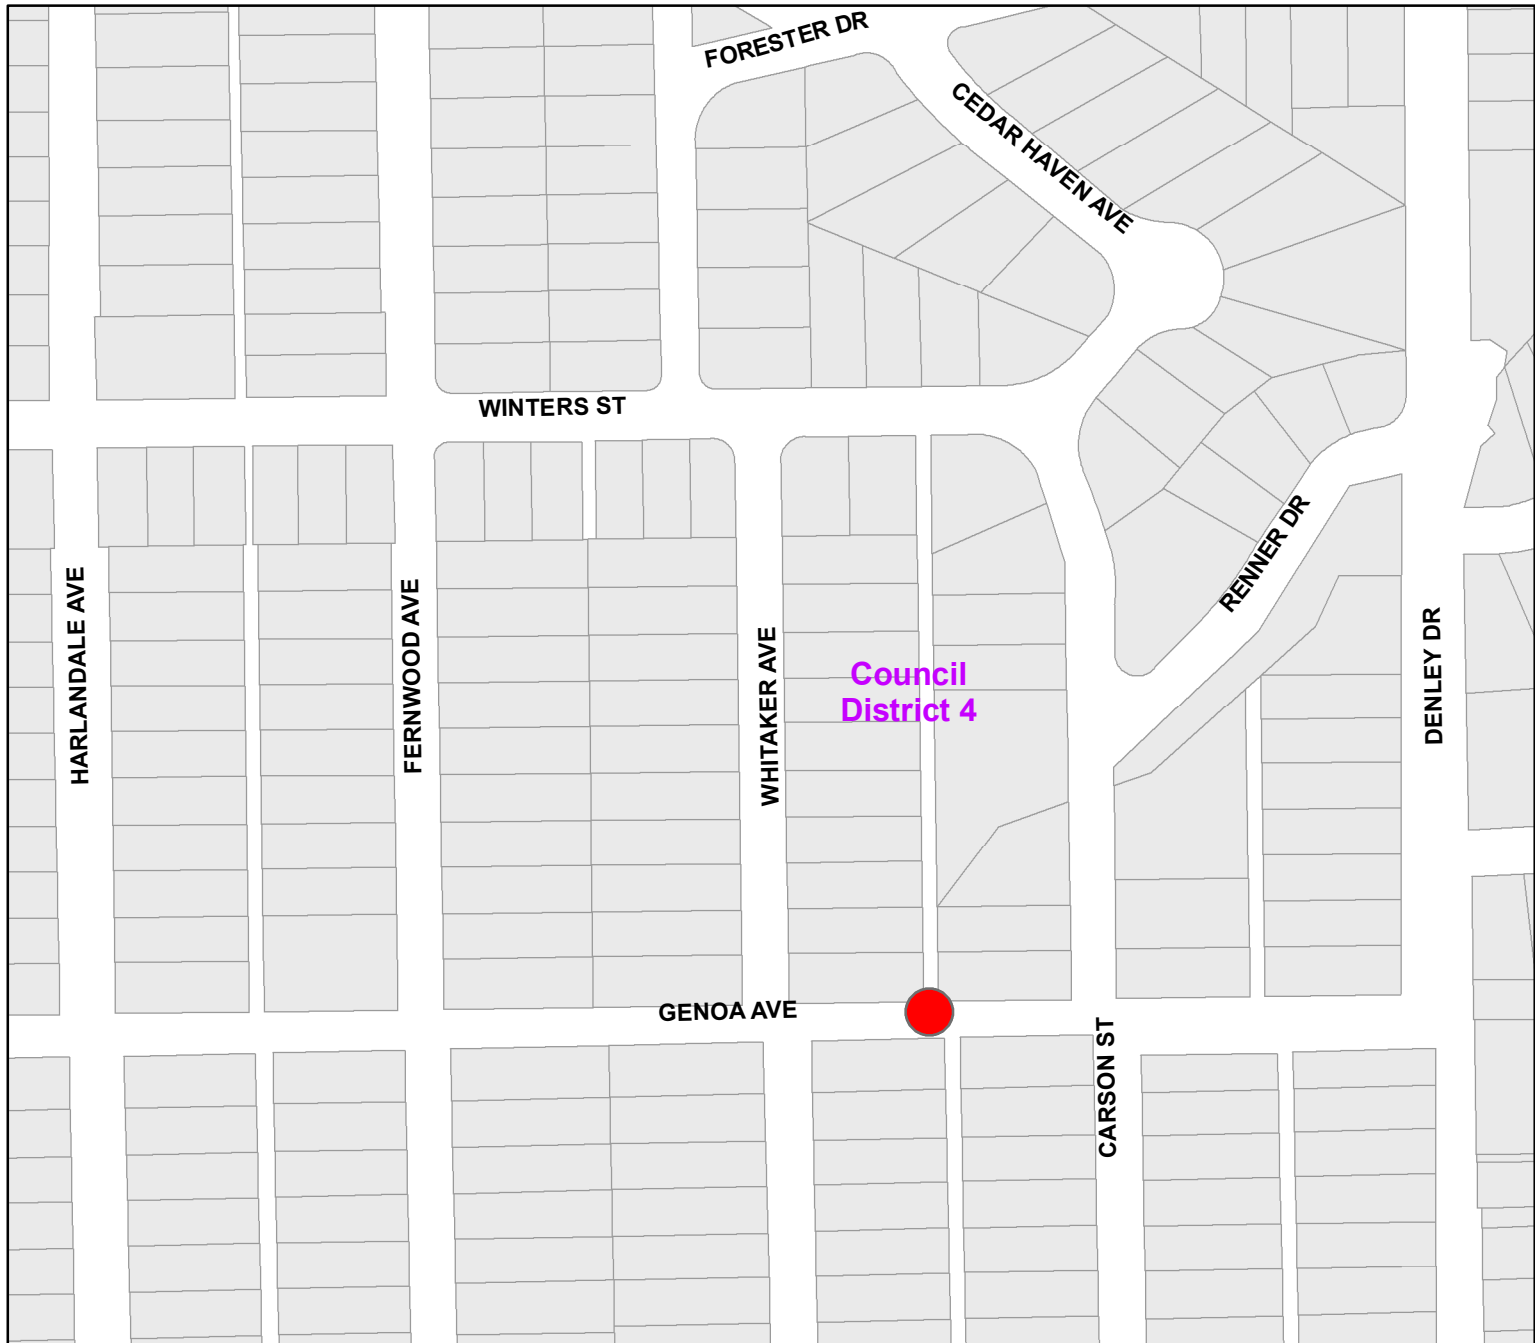 FORESTER DR
CEDAR HAVEN AVE
WINTERS ST
RENNER DR
HARLANDALE AVE
FERNWOOD AVE
WHITAKER AVE
Council
District 4
DENLEY DR
GENOA AVE
CARSON ST